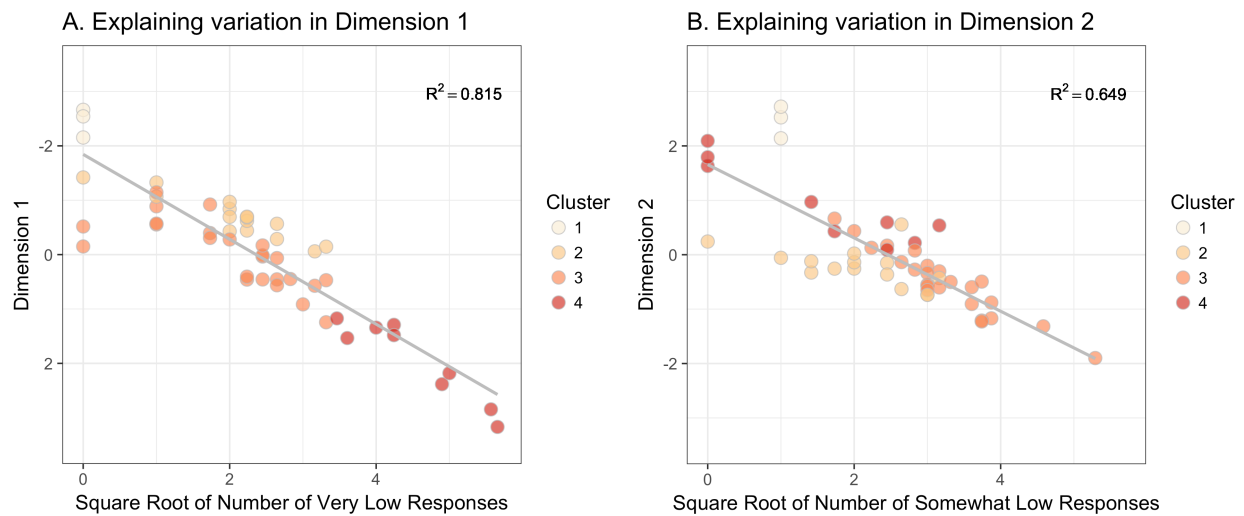 A. Explaining variation in Dimension 1
R² = 0.815
-2
0
2
Dimension 1
0 2 4
Square Root of Number of Very Low Responses
Cluster
1
2
3
4
B. Explaining variation in Dimension 2
R² = 0.649
2
0
-2
Dimension 2
0 2 4
Square Root of Number of Somewhat Low Responses
Cluster
1
2
3
4